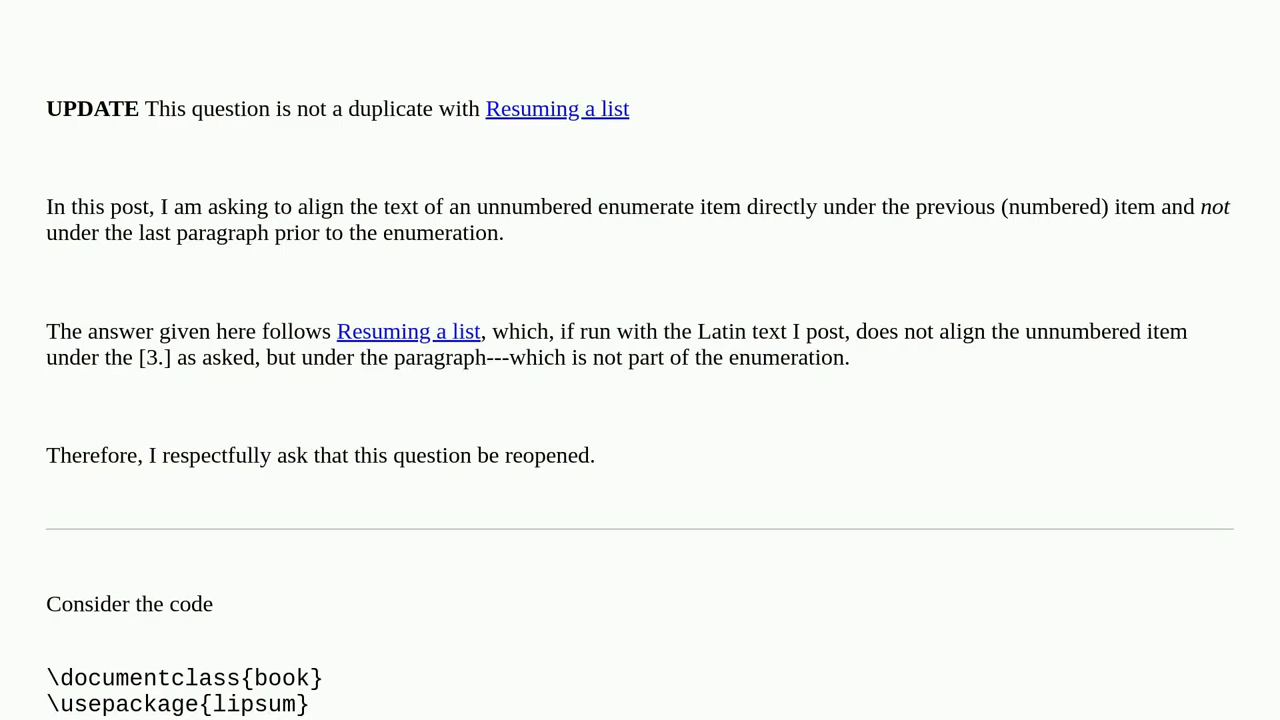 UPDATE This question is not a duplicate with Resuming a list
In this post, I am asking to align the text of an unnumbered enumerate item directly under the previous (numbered) item and not
under the last paragraph prior to the enumeration.
The answer given here follows Resuming a list, which, if run with the Latin text I post, does not align the unnumbered item
under the [3.] as asked, but under the paragraph---which is not part of the enumeration.
Therefore, I respectfully ask that this question be reopened.
Consider the code
\documentclass{book}
\usepackage{lipsum}